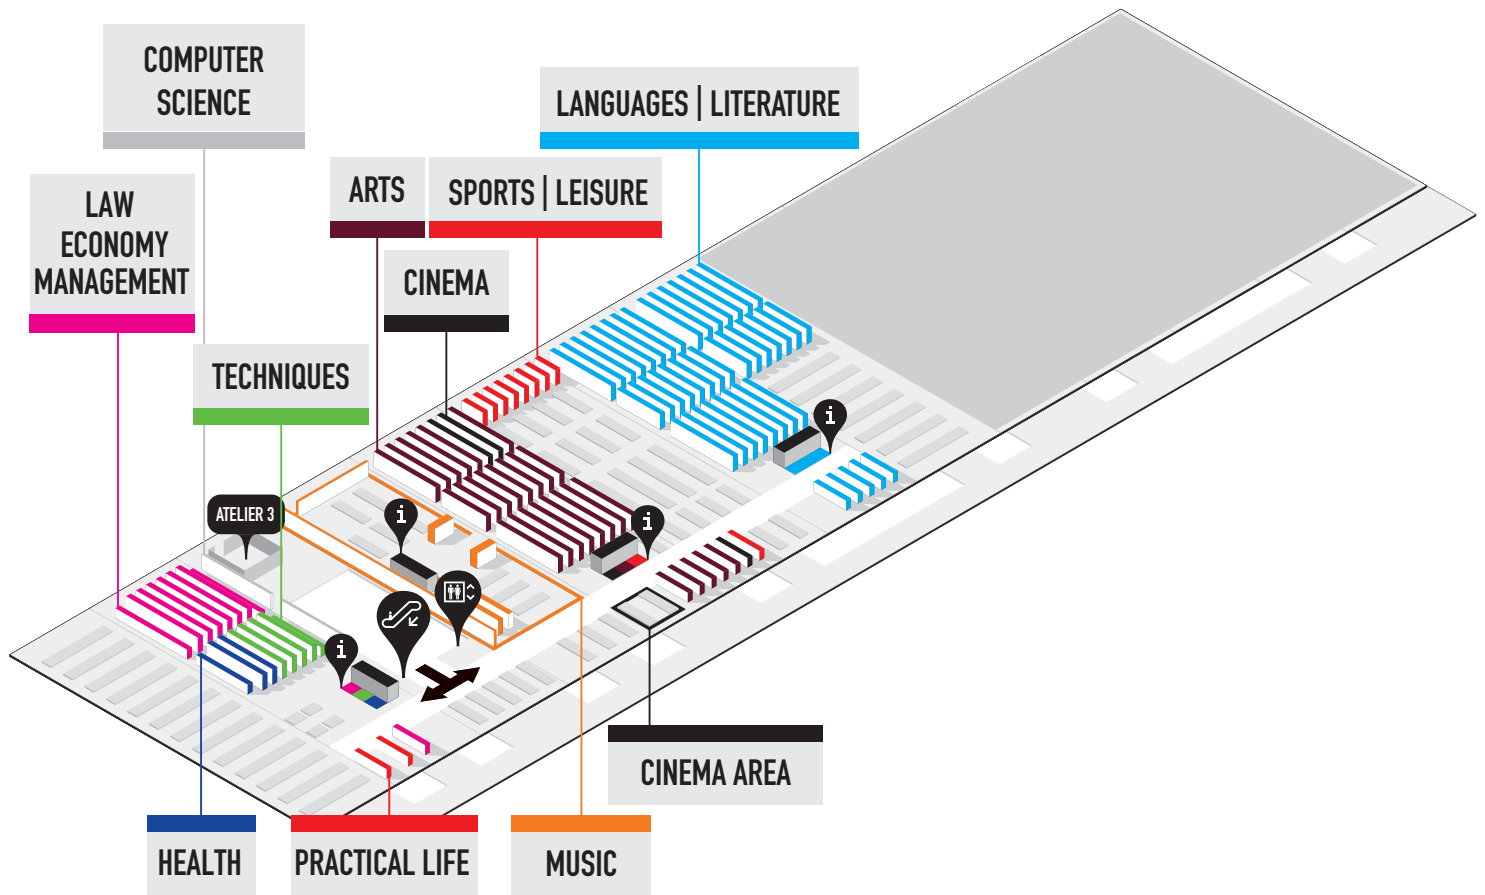 COMPUTER
SCIENCE
LANGUAGES | LITERATURE
ARTS
SPORTS | LEISURE
LAW
ECONOMY
MANAGEMENT
CINEMA
TECHNIQUES
i
ATELIER 3
i
i
i
CINEMA AREA
HEALTH
PRACTICAL LIFE
MUSIC